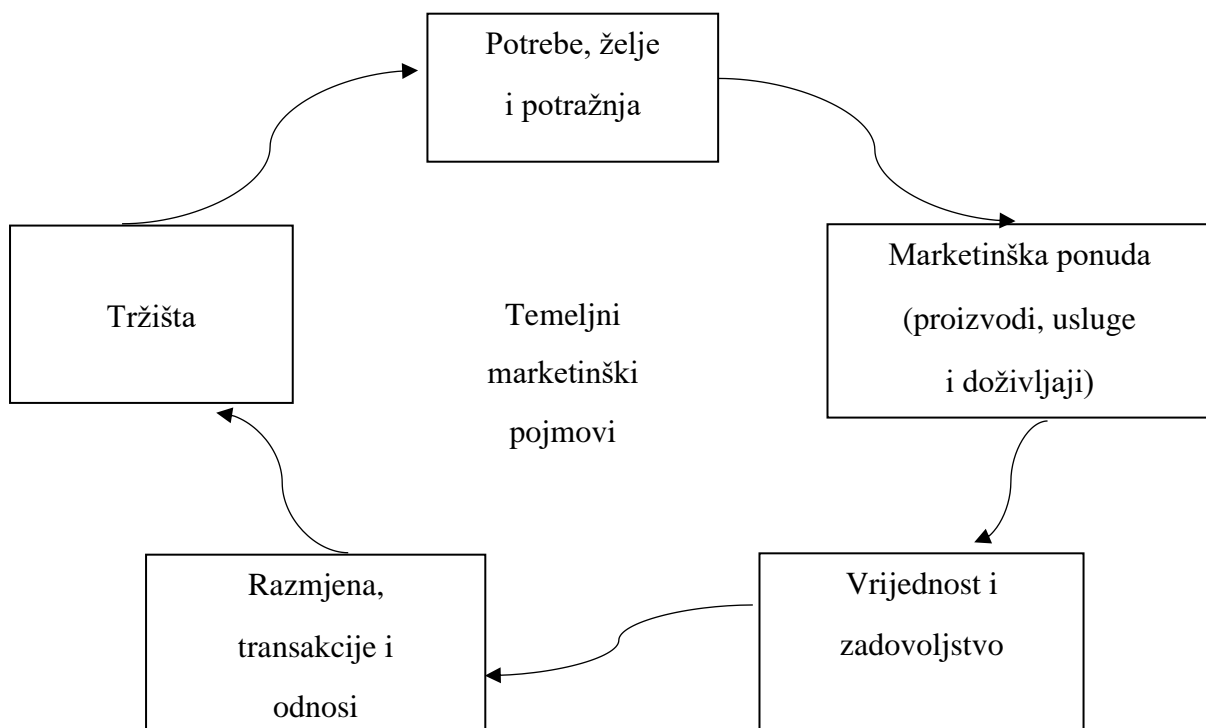 Potrebe, želje
i potražnja
Marketinška ponuda
(proizvodi, usluge
i doživljaji)
Tržišta
Temeljni
marketinški
pojmovi
Vrijednost i
zadovoljstvo
Razmjena,
transakcije i
odnosi